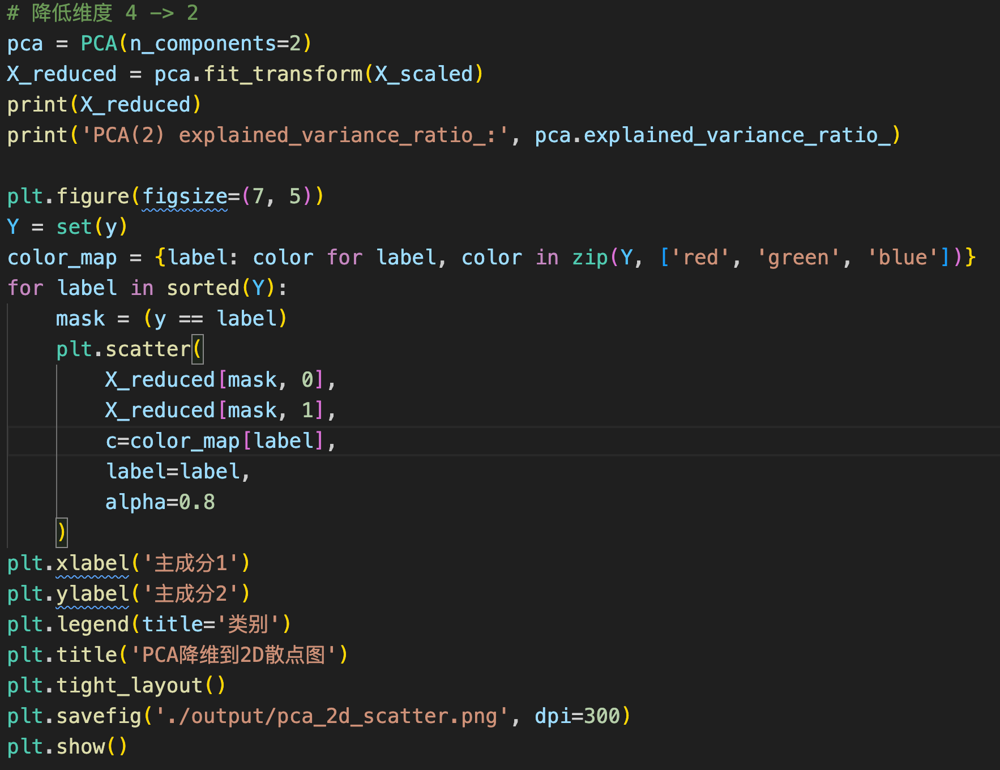 # 降低维度 4 -> 2
pca = PCA(n_components=2)
X_reduced = pca.fit_transform(X_scaled)
print(X_reduced)
print('PCA(2) explained_variance_ratio_:', pca.explained_variance_ratio_)

plt.figure(figsize=(7, 5))
Y = set(y)
color_map = {label: color for label, color in zip(Y, ['red', 'green', 'blue'])}
for label in sorted(Y):
    mask = (y == label)
    plt.scatter(
        X_reduced[mask, 0],
        X_reduced[mask, 1],
        c=color_map[label],
        label=label,
        alpha=0.8
    )
plt.xlabel('主成分1')
plt.ylabel('主成分2')
plt.legend(title='类别')
plt.title('PCA降维到2D散点图')
plt.tight_layout()
plt.savefig('./output/pca_2d_scatter.png', dpi=300)
plt.show()